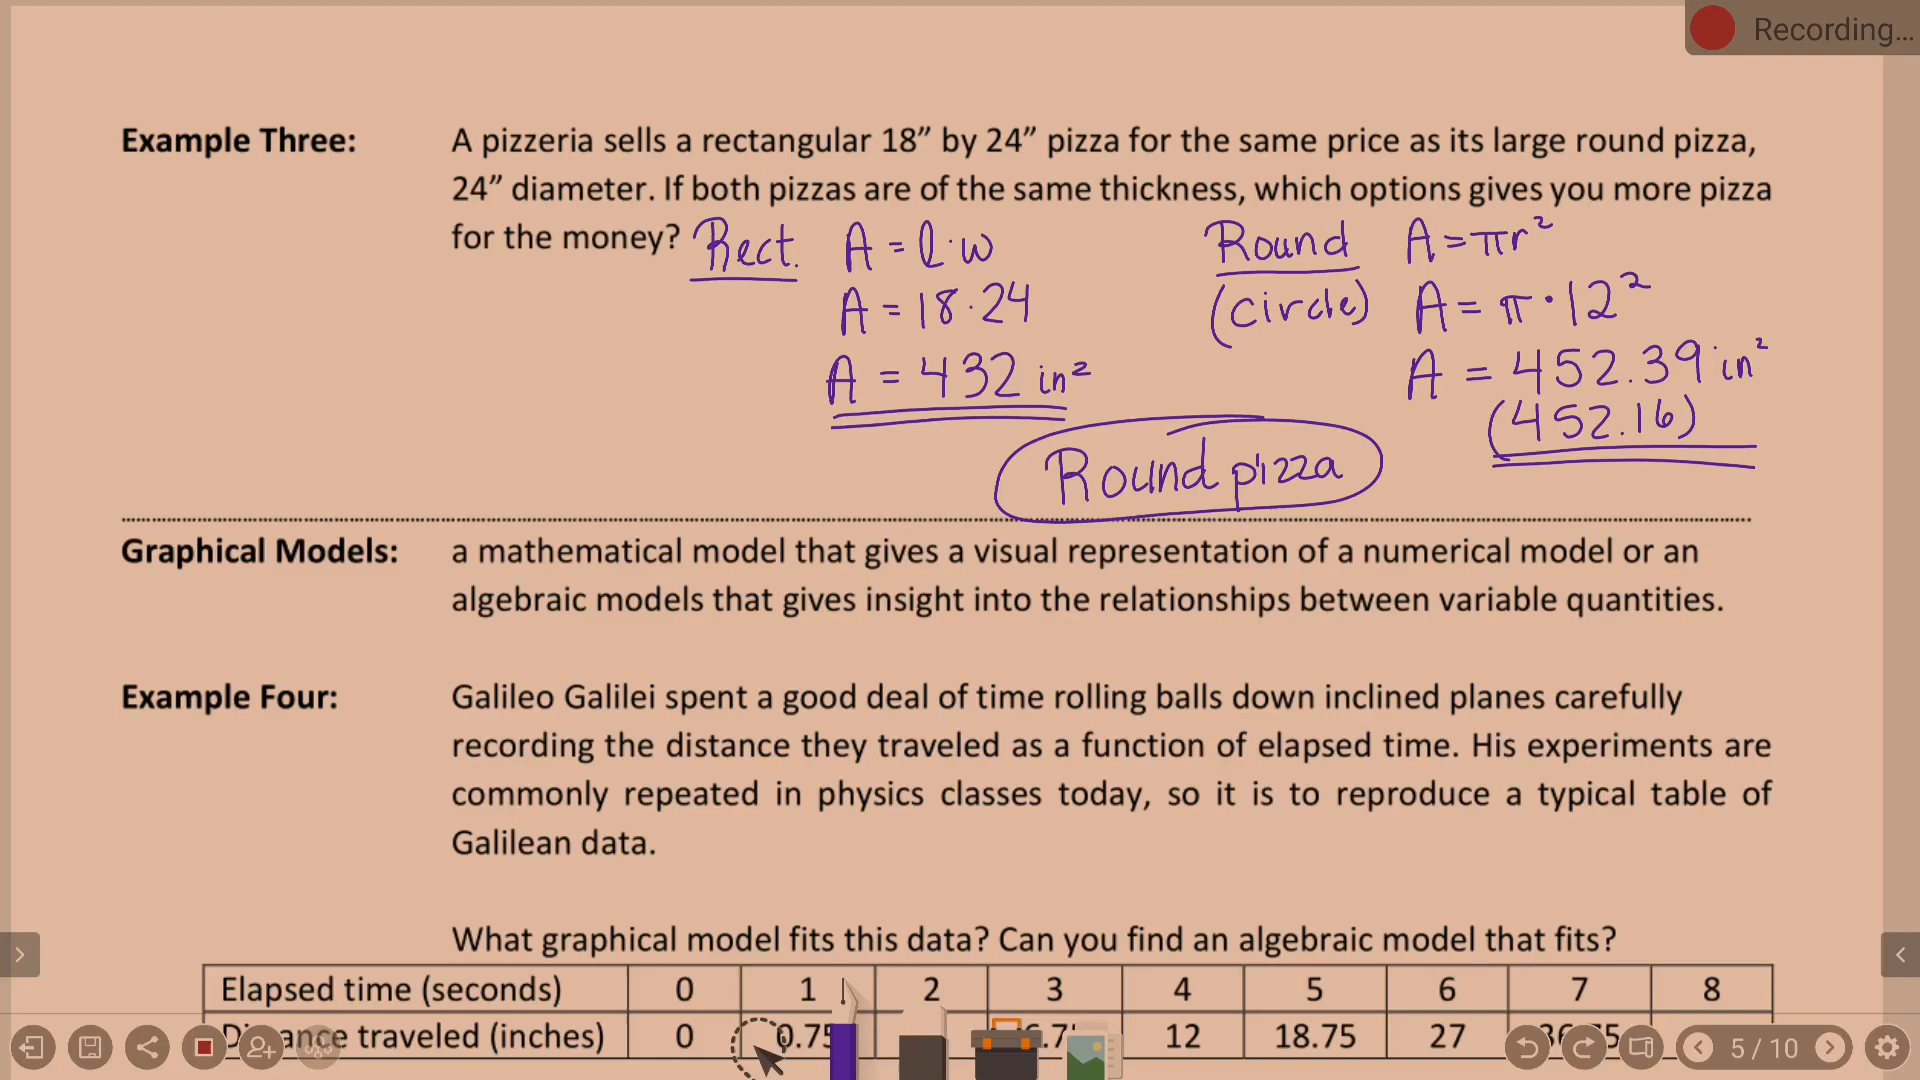 Recording...
Example Three: A pizzeria sells a rectangular 18” by 24” pizza for the same price as its large round pizza,
24” diameter. If both pizzas are of the same thickness, which options gives you more pizza
for the money? Rect. A = l·w Round A = πr²
A = 18·24 (circle) A = π·12²
A = 432 in² A = 452.39 in²
(452.16)
Round pizza
Graphical Models: a mathematical model that gives a visual representation of a numerical model or an
algebraic models that gives insight into the relationships between variable quantities.
Example Four: Galileo Galilei spent a good deal of time rolling balls down inclined planes carefully
recording the distance they traveled as a function of elapsed time. His experiments are
commonly repeated in physics classes today, so it is to reproduce a typical table of
Galilean data.
What graphical model fits this data? Can you find an algebraic model that fits?
Elapsed time (seconds) 0 1 2 3 4 5 6 7 8
traveled (inches) 0 0.75 12 18.75 27
5 / 10